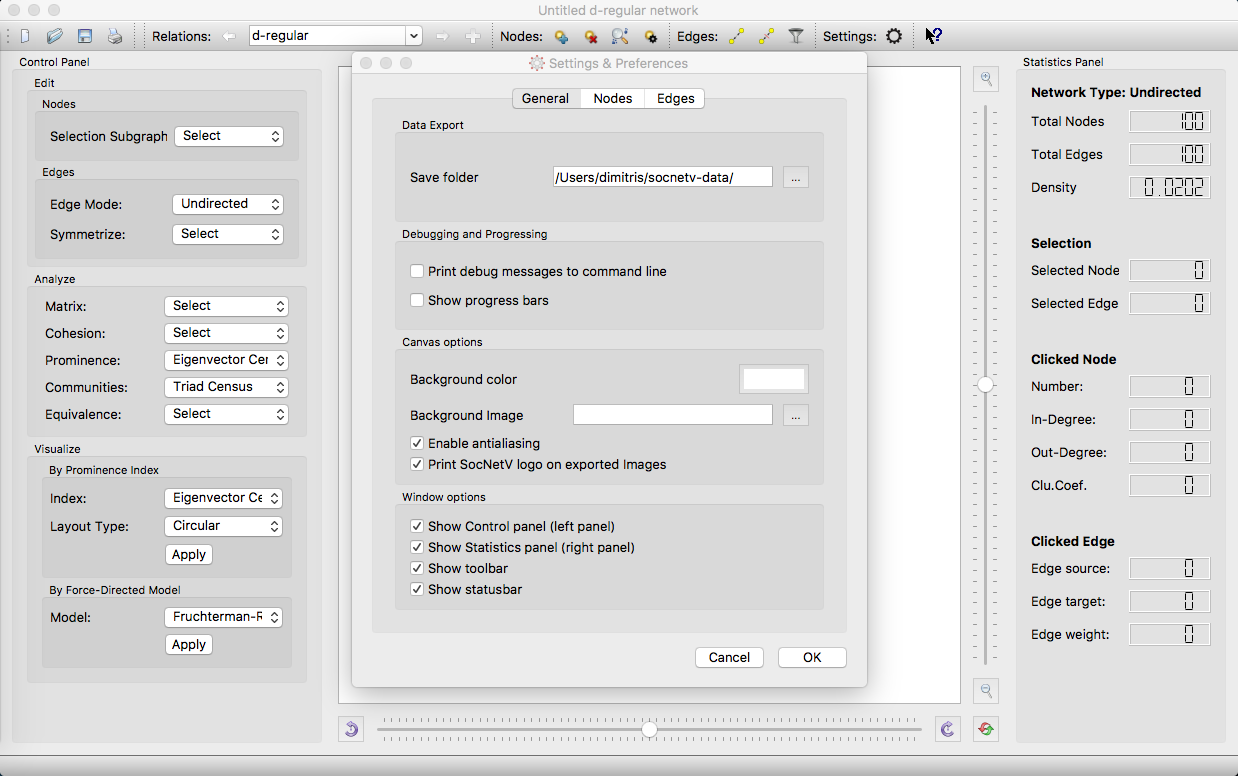 Untitled d-regular network
Relations: d-regular Nodes: Edges: Settings:
Control Panel
Edit
Nodes
Selection Subgraph Select
Edges
Edge Mode: Undirected
Symmetrize: Select
Analyze
Matrix: Select
Cohesion: Select
Prominence: Eigenvector Cer
Communities: Triad Census
Equivalence: Select
Visualize
By Prominence Index
Index: Eigenvector Ce
Layout Type: Circular
Apply
By Force-Directed Model
Model: Fruchterman-R
Apply
Settings & Preferences
General Nodes Edges
Data Export
Save folder /Users/dimitris/socnetv-data/ ...
Debugging and Progressing
Print debug messages to command line
Show progress bars
Canvas options
Background color
Background Image ...
Enable antialiasing
Print SocNetV logo on exported Images
Window options
Show Control panel (left panel)
Show Statistics panel (right panel)
Show toolbar
Show statusbar
Cancel OK
Statistics Panel
Network Type: Undirected
Total Nodes 100
Total Edges 100
Density 0.0202
Selection
Selected Node 0
Selected Edge 0
Clicked Node
Number: 0
In-Degree: 0
Out-Degree: 0
Clu.Coef. 0
Clicked Edge
Edge source: 0
Edge target: 0
Edge weight: 0